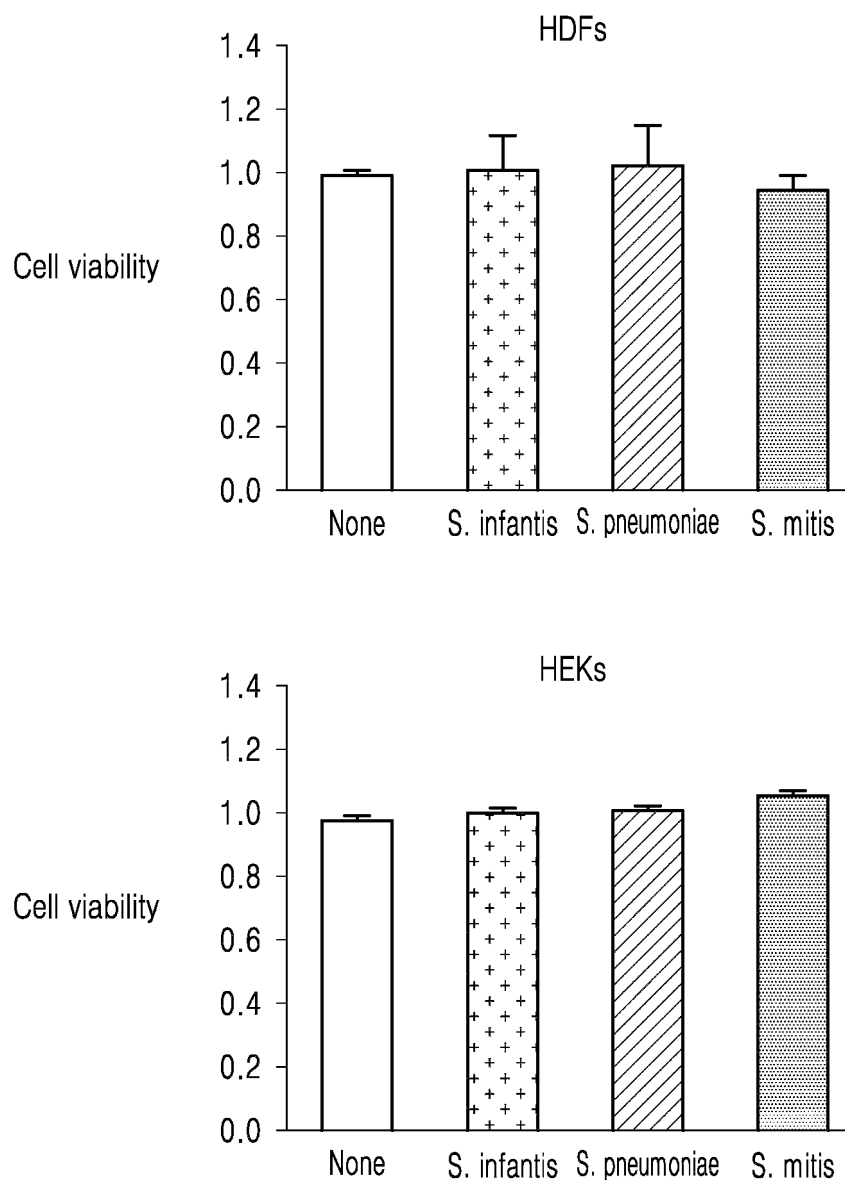 HDFs
1.4
1.2
1.0
0.8
0.6
0.4
0.2
0.0
Cell viability
None S. infantis S. pneumoniae S. mitis
HEKs
1.4
1.2
1.0
0.8
0.6
0.4
0.2
0.0
Cell viability
None S. infantis S. pneumoniae S. mitis